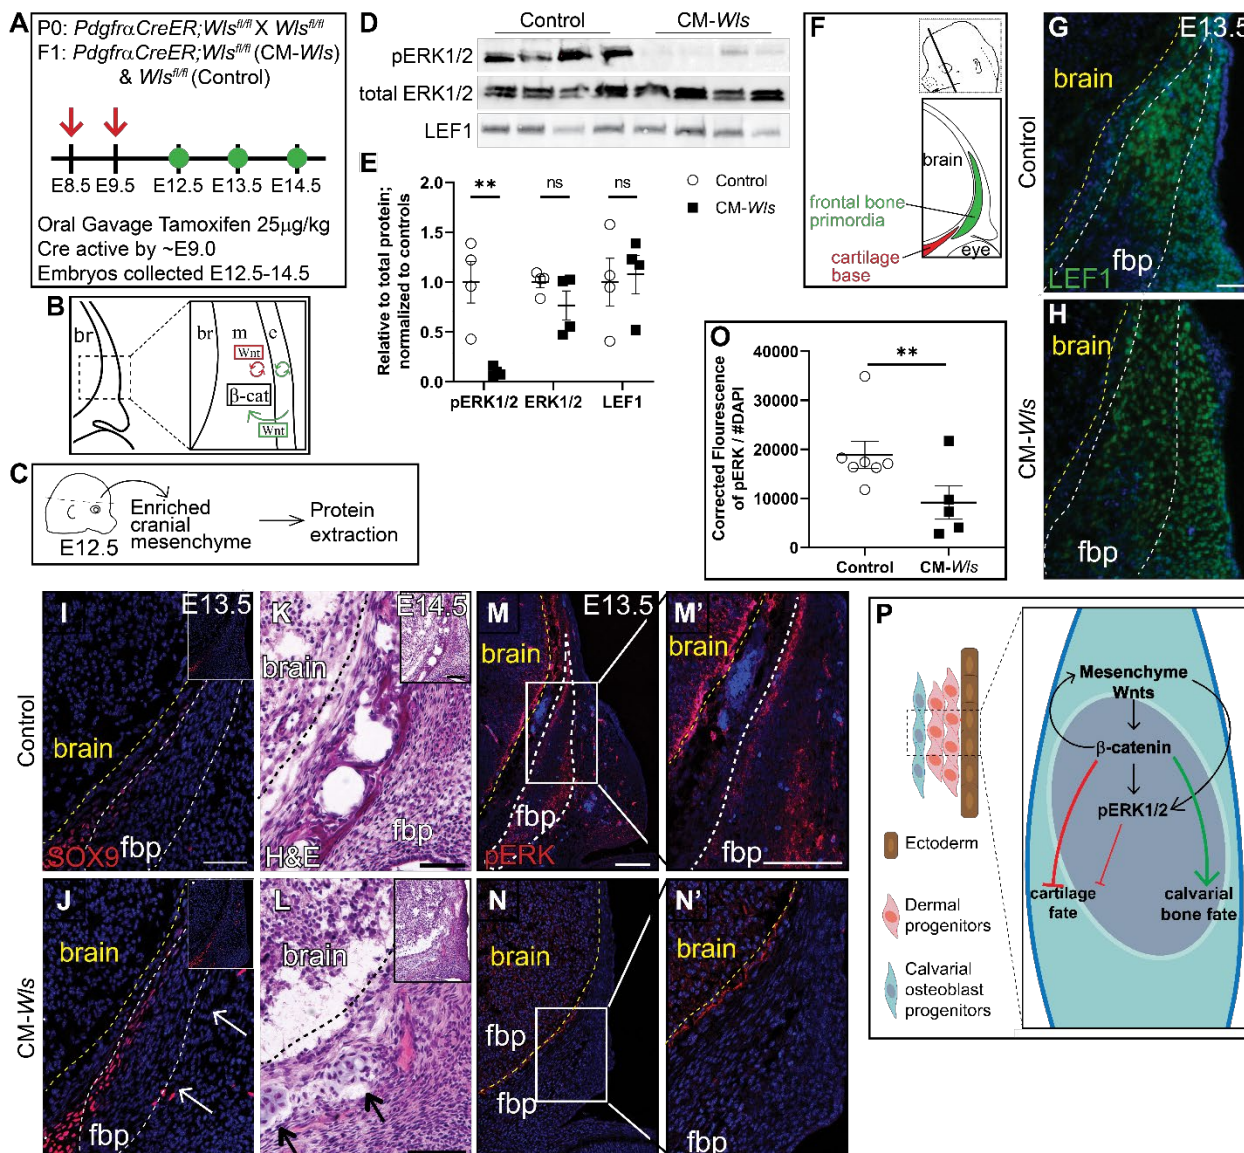 A
P0: PdgfrαCreER;Wls^fl/fl X Wls^fl/fl
F1: PdgfrαCreER;Wls^fl/fl (CM-Wls)
& Wls^fl/fl (Control)
E8.5 E9.5 E12.5 E13.5 E14.5
Oral Gavage Tamoxifen 25µg/kg
Cre active by ~E9.0
Embryos collected E12.5-14.5
B
br
br m c
Wnt
β-cat
Wnt
C
E12.5
Enriched
cranial
mesenchyme
Protein
extraction
D
Control CM-Wls
pERK1/2
total ERK1/2
LEF1
E
Relative to total protein;
normalized to controls
2.0
1.5
1.0
0.5
0.0
** ns ns
Control
CM-Wls
pERK1/2 ERK1/2 LEF1
F
brain
frontal bone
primordia
cartilage
base
eye
Control
G E13.5
brain
fbp
LEF1
CM-Wls
H
brain
fbp
O
Corrected Flourescence
of pERK / #DAPI
40000
30000
20000
10000
0
**
Control CM-Wls
Control
I E13.5
brain
fbp
SOX9
K E14.5
brain
fbp
H&E
M E13.5
brain
fbp
pERK
M'
brain
fbp
CM-Wls
J
brain
fbp
L
brain
N
brain
fbp
N'
brain
fbp
P
Ectoderm
Dermal
progenitors
Calvarial
osteoblast
progenitors
Mesenchyme
Wnts
β-catenin
pERK1/2
cartilage
fate
calvarial
bone fate